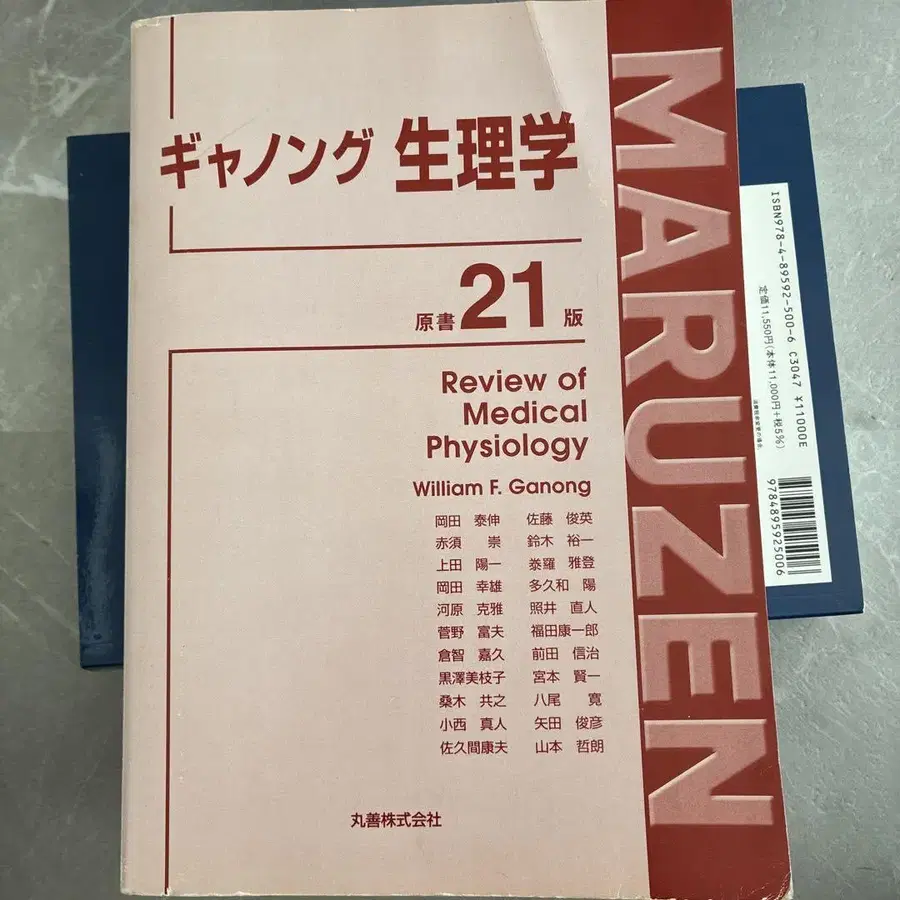 ギャノング 生理学
原書21版
Review of
Medical
Physiology
William F. Ganong
岡田 泰伸 佐藤 俊英
赤須 崇 鈴木 裕一
上田 陽一 泰羅 雅登
岡田 幸雄 多久和 陽
河原 克雅 照井 直人
菅野 富夫 福田康一郎
倉智 嘉久 前田 信治
黒澤美枝子 宮本 賢一
桑木 共之 八尾 寛
小西 真人 矢田 俊彦
佐久間康夫 山本 哲朗
丸善株式会社
MARUZEN
ISBN978-4-89592-500-6 C3047 ¥11000E
定価11,550円(本体11,000円+税5%)
9784895925006